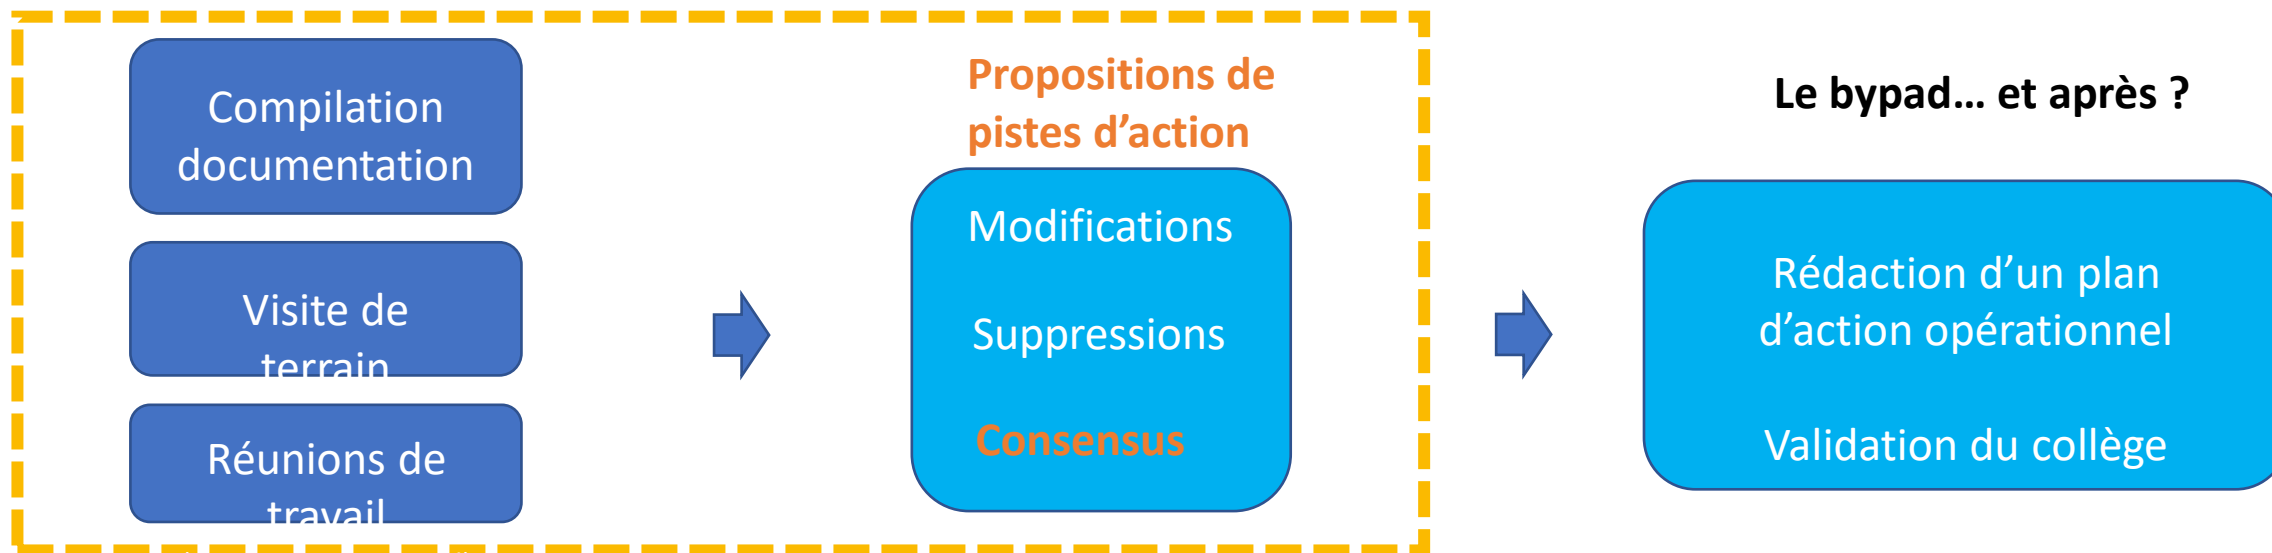 Compilation
documentation
Visite de
terrain
Réunions de
travail
Propositions de
pistes d’action
Modifications
Suppressions
Consensus
Le bypad… et après ?
Rédaction d’un plan
d’action opérationnel
Validation du collège